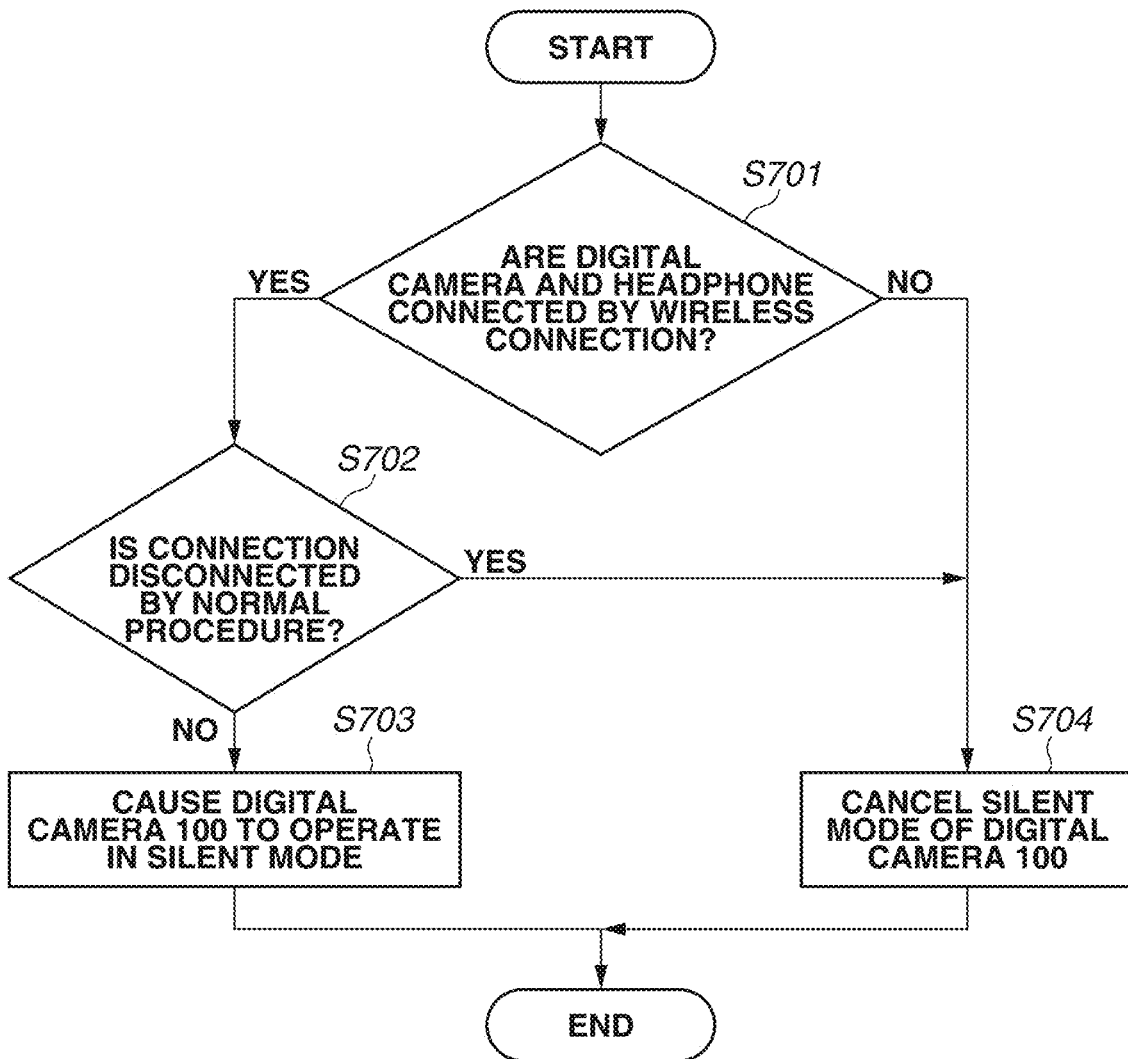 START
S701
ARE DIGITAL
CAMERA AND HEADPHONE
CONNECTED BY WIRELESS
CONNECTION?
YES
NO
S702
IS CONNECTION
DISCONNECTED
BY NORMAL
PROCEDURE?
YES
NO
S703
CAUSE DIGITAL
CAMERA 100 TO OPERATE
IN SILENT MODE
S704
CANCEL SILENT
MODE OF DIGITAL
CAMERA 100
END